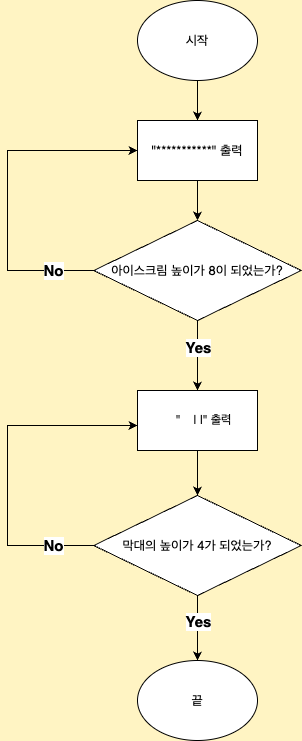 시작
"***********" 출력
아이스크림 높이가 8이 되었는가?
No
Yes
"    ||" 출력
막대의 높이가 4가 되었는가?
No
Yes
끝